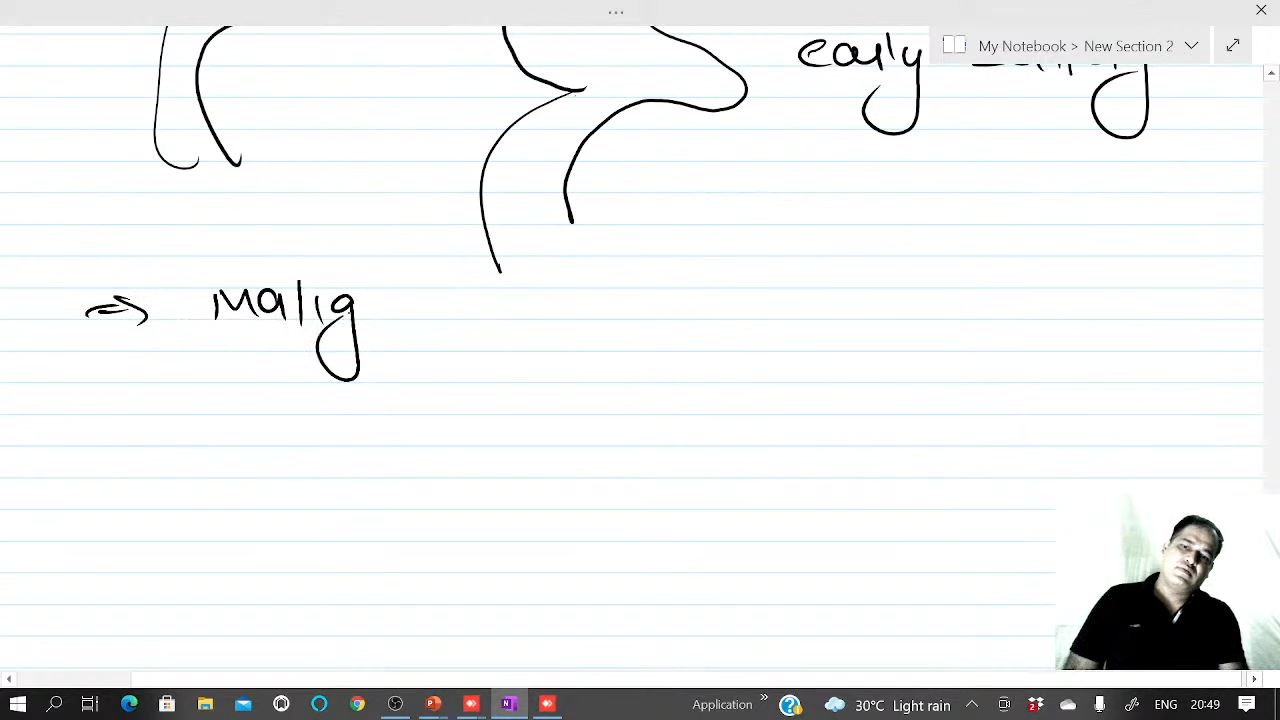 ...
early
My Notebook > New Section 2
⇒ Malig
Application
30°C Light rain
ENG 20:49